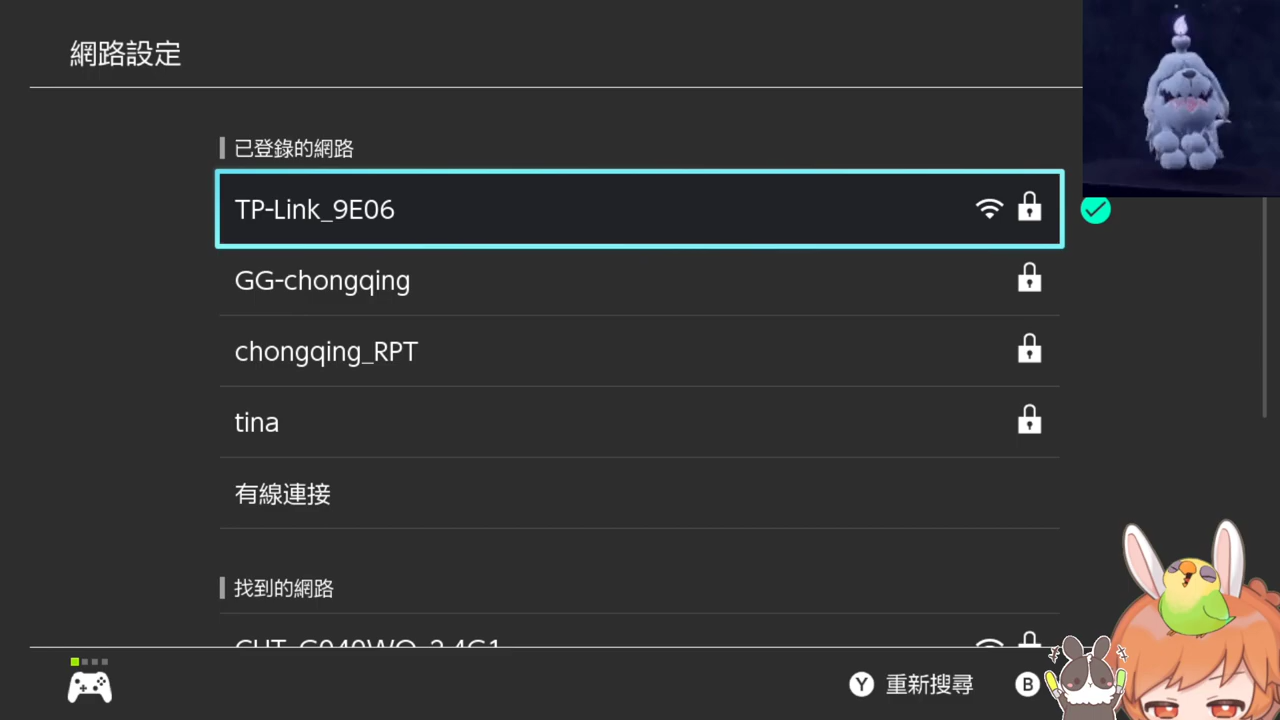 網路設定
已登錄的網路
TP-Link_9E06
GG-chongqing
chongqing_RPT
tina
有線連接
找到的網路
Y 重新搜尋 B